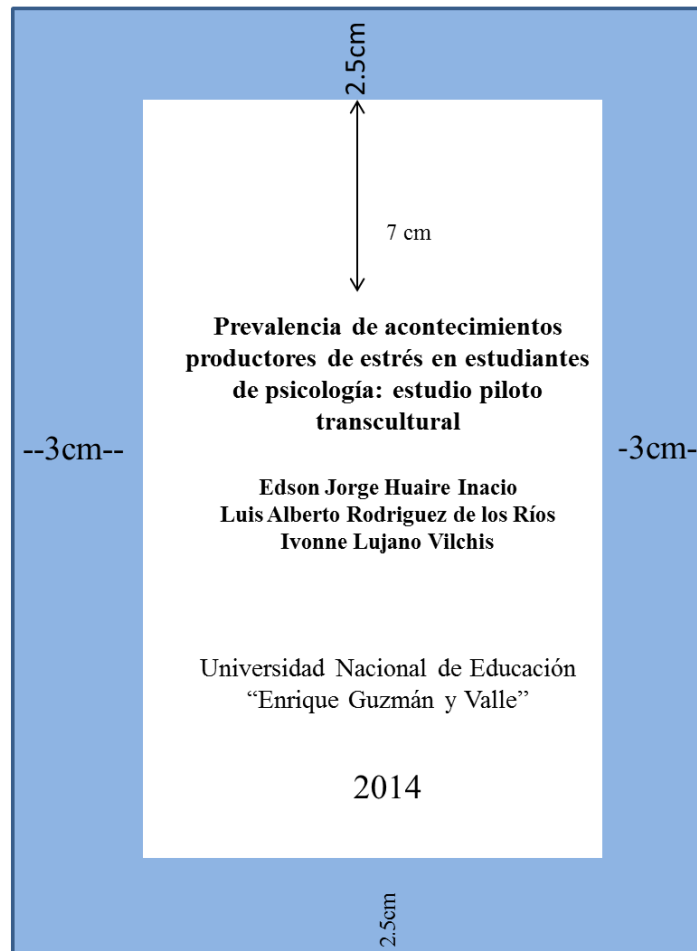 2.5cm
7 cm
Prevalencia de acontecimientos
productores de estrés en estudiantes
de psicología: estudio piloto
transcultural
--3cm--
-3cm-
Edson Jorge Huaire Inacio
Luis Alberto Rodriguez de los Ríos
Ivonne Lujano Vilchis
Universidad Nacional de Educación
“Enrique Guzmán y Valle”
2014
2.5cm